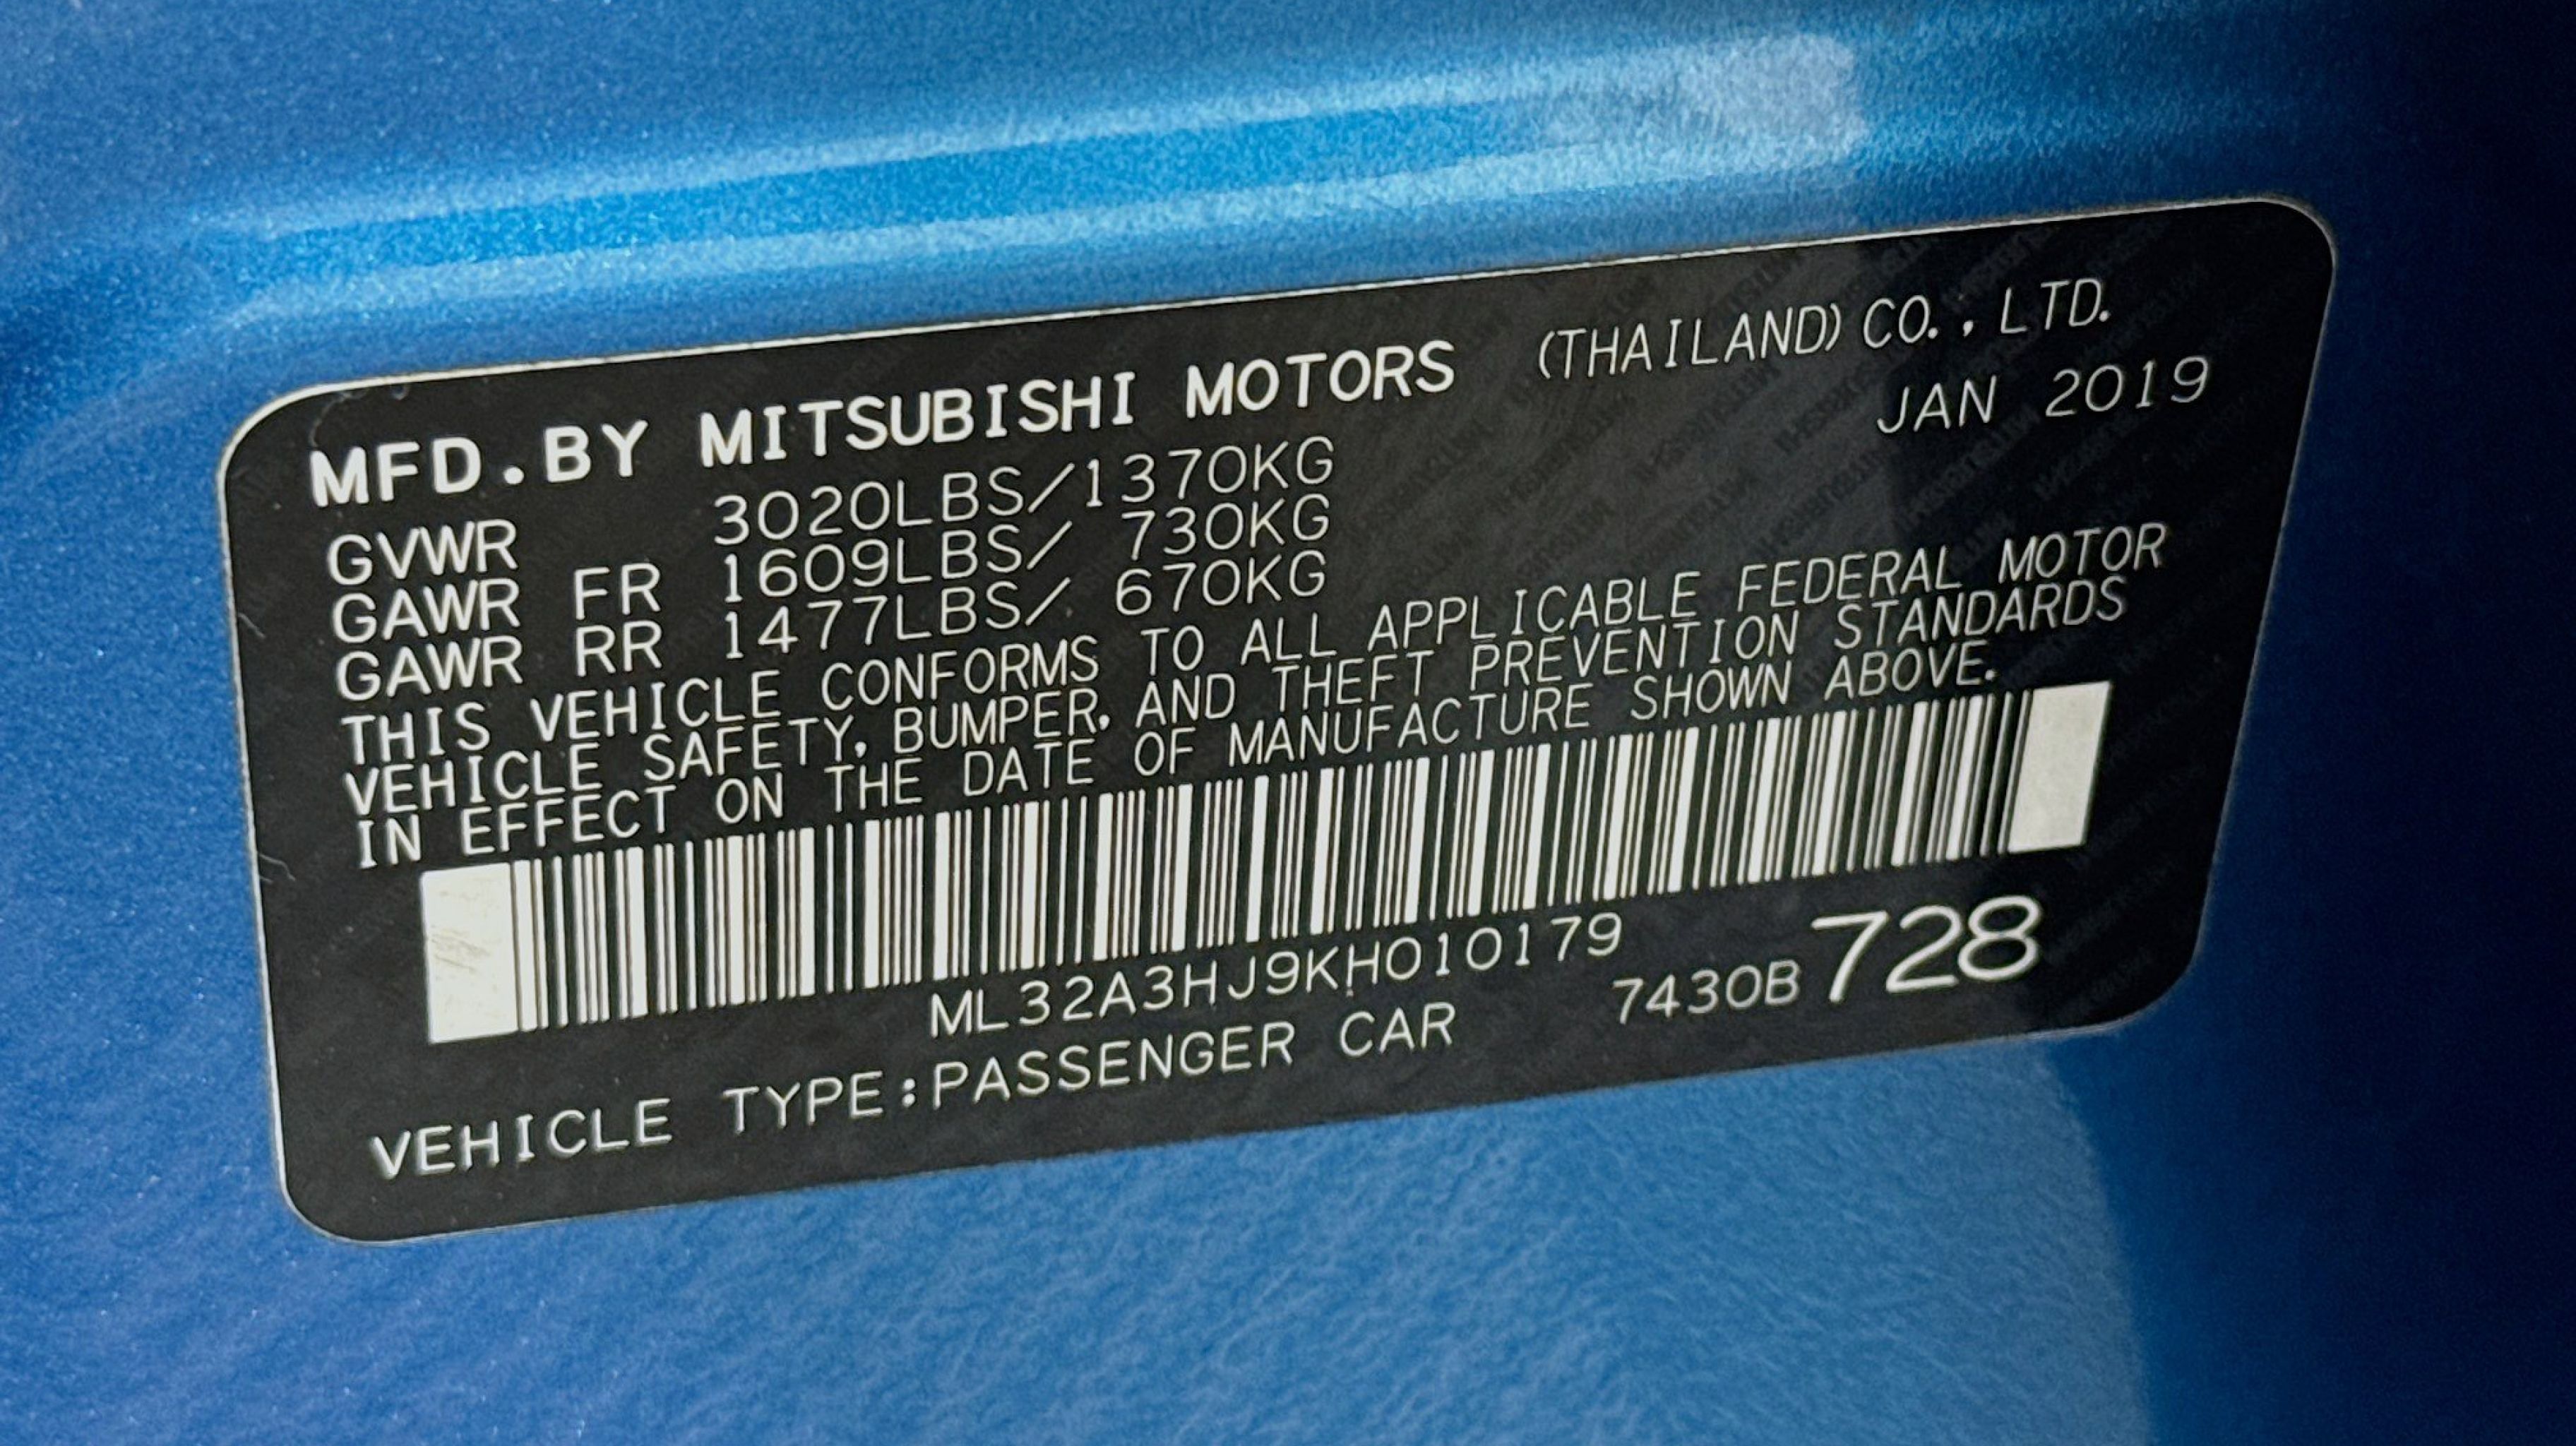 MFD.BY MITSUBISHI MOTORS (THAILAND) CO., LTD.
JAN 2019
GVWR 3020LBS/1370KG
GAWR FR 1609LBS/ 730KG
GAWR RR 1477LBS/ 670KG
THIS VEHICLE CONFORMS TO ALL APPLICABLE FEDERAL MOTOR
VEHICLE SAFETY, BUMPER, AND THEFT PREVENTION STANDARDS
IN EFFECT ON THE DATE OF MANUFACTURE SHOWN ABOVE.
ML32A3HJ9KH010179
7430B 728
VEHICLE TYPE:PASSENGER CAR